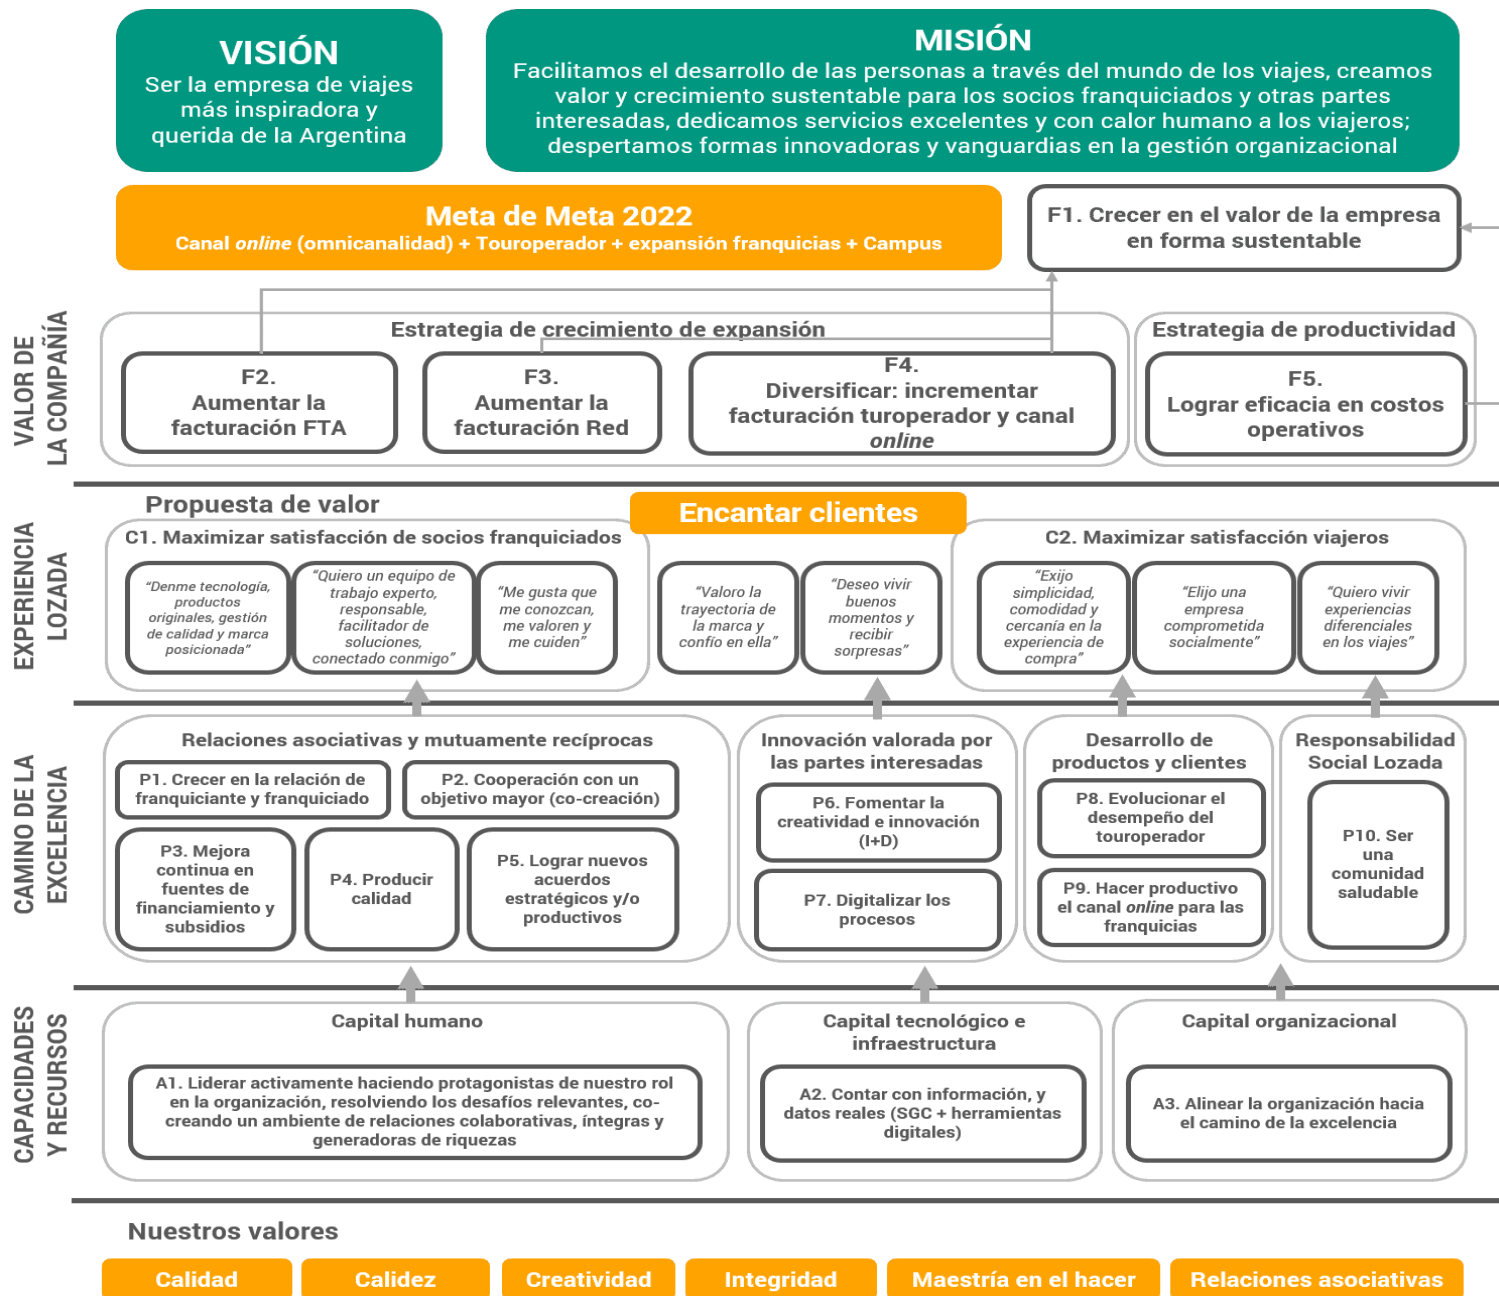 VISIÓN
Ser la empresa de viajes
más inspiradora y
querida de la Argentina
MISIÓN
Facilitamos el desarrollo de las personas a través del mundo de los viajes, creamos
valor y crecimiento sustentable para los socios franquiciados y otras partes
interesadas, dedicamos servicios excelentes y con calor humano a los viajeros;
despertamos formas innovadoras y vanguardias en la gestión organizacional
Meta de Meta 2022
Canal online (omnicanalidad) + Touroperador + expansión franquicias + Campus
F1. Crecer en el valor de la empresa
en forma sustentable
VALOR DE
LA COMPAÑÍA
Estrategia de crecimiento de expansión
F2.
Aumentar la
facturación FTA
F3.
Aumentar la
facturación Red
F4.
Diversificar: incrementar
facturación turoperador y canal
online
Estrategia de productividad
F5.
Lograr eficacia en costos
operativos
EXPERIENCIA
LOZADA
Propuesta de valor
Encantar clientes
C1. Maximizar satisfacción de socios franquiciados
“Denme tecnología,
productos
originales, gestión
de calidad y marca
posicionada”
“Quiero un equipo de
trabajo experto,
responsable,
facilitador de
soluciones,
conectado conmigo”
“Me gusta que
me conozcan,
me valoren y
me cuiden”
“Valoro la
trayectoria de
la marca y
confío en ella”
“Deseo vivir
buenos
momentos y
recibir
sorpresas”
C2. Maximizar satisfacción viajeros
“Exijo
simplicidad,
comodidad y
cercanía en la
experiencia de
compra”
“Elijo una
empresa
comprometida
socialmente”
“Quiero vivir
experiencias
diferenciales
en los viajes”
CAMINO DE LA
EXCELENCIA
Relaciones asociativas y mutuamente recíprocas
P1. Crecer en la relación de
franquiciante y franquiciado
P2. Cooperación con un
objetivo mayor (co-creación)
P3. Mejora
continua en
fuentes de
financiamiento y
subsidios
P4. Producir
calidad
P5. Lograr nuevos
acuerdos
estratégicos y/o
productivos
Innovación valorada por
las partes interesadas
P6. Fomentar la
creatividad e innovación
(I+D)
P7. Digitalizar los
procesos
Desarrollo de
productos y clientes
P8. Evolucionar el
desempeño del
touroperador
P9. Hacer productivo
el canal online para las
franquicias
Responsabilidad
Social Lozada
P10. Ser
una
comunidad
saludable
CAPACIDADES
Y RECURSOS
Capital humano
A1. Liderar activamente haciendo protagonistas de nuestro rol
en la organización, resolviendo los desafíos relevantes, co-
creando un ambiente de relaciones colaborativas, íntegras y
generadoras de riquezas
Capital tecnológico e
infraestructura
A2. Contar con información, y
datos reales (SGC + herramientas
digitales)
Capital organizacional
A3. Alinear la organización hacia
el camino de la excelencia
Nuestros valores
Calidad
Calidez
Creatividad
Integridad
Maestría en el hacer
Relaciones asociativas